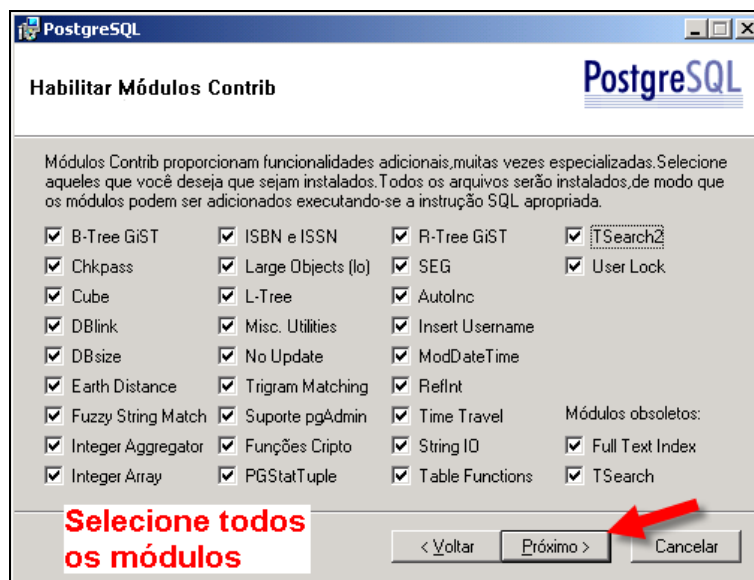 PostgreSQL
Habilitar Módulos Contrib
PostgreSQL
Módulos Contrib proporcionam funcionalidades adicionais,muitas vezes especializadas.Selecione
aqueles que você deseja que sejam instalados.Todos os arquivos serão instalados,de modo que
os módulos podem ser adicionados executando-se a instrução SQL apropriada.
B-Tree GiST ISBN e ISSN R-Tree GiST TSearch2
Chkpass Large Objects (lo) SEG User Lock
Cube L-Tree AutoInc
DBlink Misc. Utilities Insert Username
DBsize No Update ModDateTime
Earth Distance Trigram Matching RefInt
Fuzzy String Match Suporte pgAdmin Time Travel Módulos obsoletos:
Integer Aggregator Funções Cripto String IO Full Text Index
Integer Array PGStatTuple Table Functions TSearch
Selecione todos
os módulos
< Voltar Próximo > Cancelar